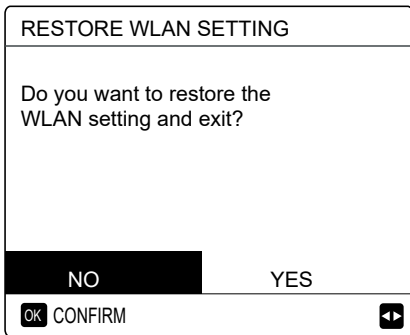 RESTORE WLAN SETTING
Do you want to restore the
WLAN setting and exit?
NO YES
OK CONFIRM